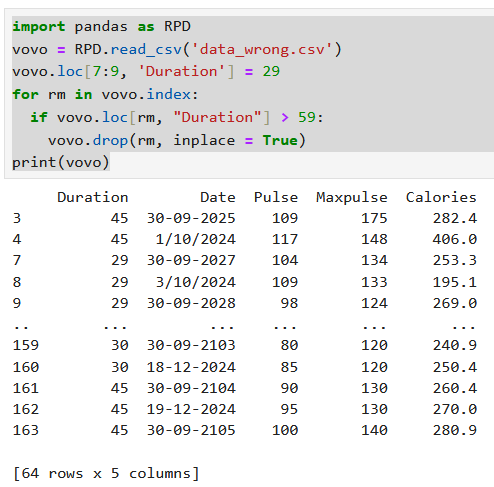 import pandas as RPD
vovo = RPD.read_csv('data_wrong.csv')
vovo.loc[7:9, 'Duration'] = 29
for rm in vovo.index:
  if vovo.loc[rm, "Duration"] > 59:
    vovo.drop(rm, inplace = True)
print(vovo)
     Duration        Date  Pulse  Maxpulse  Calories
3          45  30-09-2025    109       175     282.4
4          45   1/10/2024    117       148     406.0
7          29  30-09-2027    104       134     253.3
8          29   3/10/2024    109       133     195.1
9          29  30-09-2028     98       124     269.0
..        ...         ...    ...       ...       ...
159        30  30-09-2103     80       120     240.9
160        30  18-12-2024     85       120     250.4
161        45  30-09-2104     90       130     260.4
162        45  19-12-2024     95       130     270.0
163        45  30-09-2105    100       140     280.9
[64 rows x 5 columns]